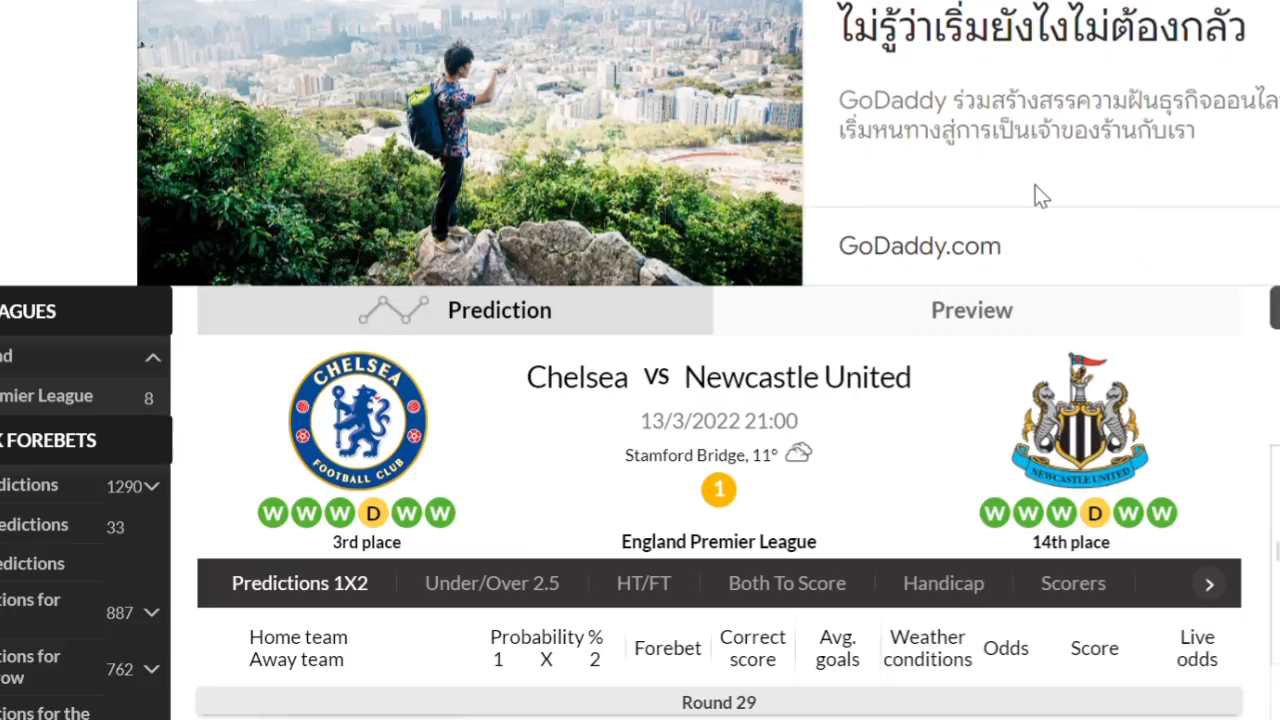 ไม่รู้ว่าเริ่มยังไงไม่ต้องกลัว
GoDaddy ร่วมสร้างสรรความฝันธุรกิจออนไล
เริ่มหนทางสู่การเป็นเจ้าของร้านกับเรา
GoDaddy.com
AGUES
nd
mier League 8
K FOREBETS
dictions 1290
edictions 33
edictions
ions for 887
ions for
ow 762
tions for the
Prediction
Preview
CHELSEA
FOOTBALL CLUB
Chelsea VS Newcastle United
13/3/2022 21:00
Stamford Bridge, 11°
1
NEWCASTLE UNITED
W W W D W W
W W W D W W
3rd place
England Premier League
14th place
Predictions 1X2 Under/Over 2.5 HT/FT Both To Score Handicap Scorers
Home team
Away team
Probability %
1 X 2
Forebet
Correct
score
Avg.
goals
Weather
conditions
Odds
Score
Live
odds
Round 29